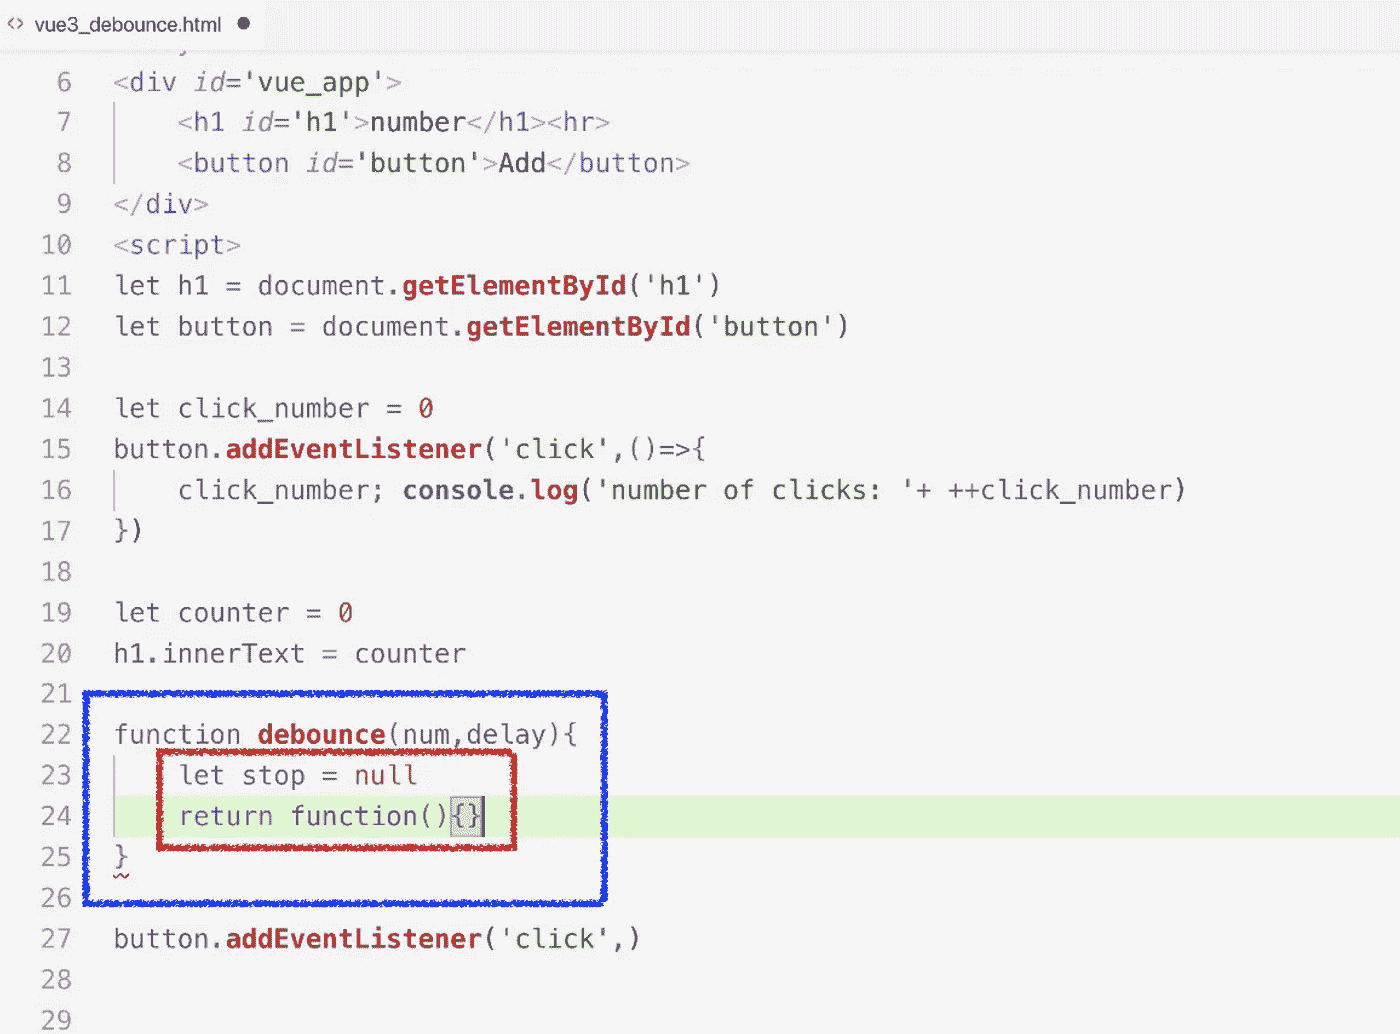 <> vue3_debounce.html ●
6 <div id='vue_app'>
7 <h1 id='h1'>number</h1><hr>
8 <button id='button'>Add</button>
9 </div>
10 <script>
11 let h1 = document.getElementById('h1')
12 let button = document.getElementById('button')
13
14 let click_number = 0
15 button.addEventListener('click',()=>{
16 click_number; console.log('number of clicks: '+ ++click_number)
17 })
18
19 let counter = 0
20 h1.innerText = counter
21
22 function debounce(num,delay){
23 let stop = null
24 return function(){}
25 }
26
27 button.addEventListener('click',)
28
29